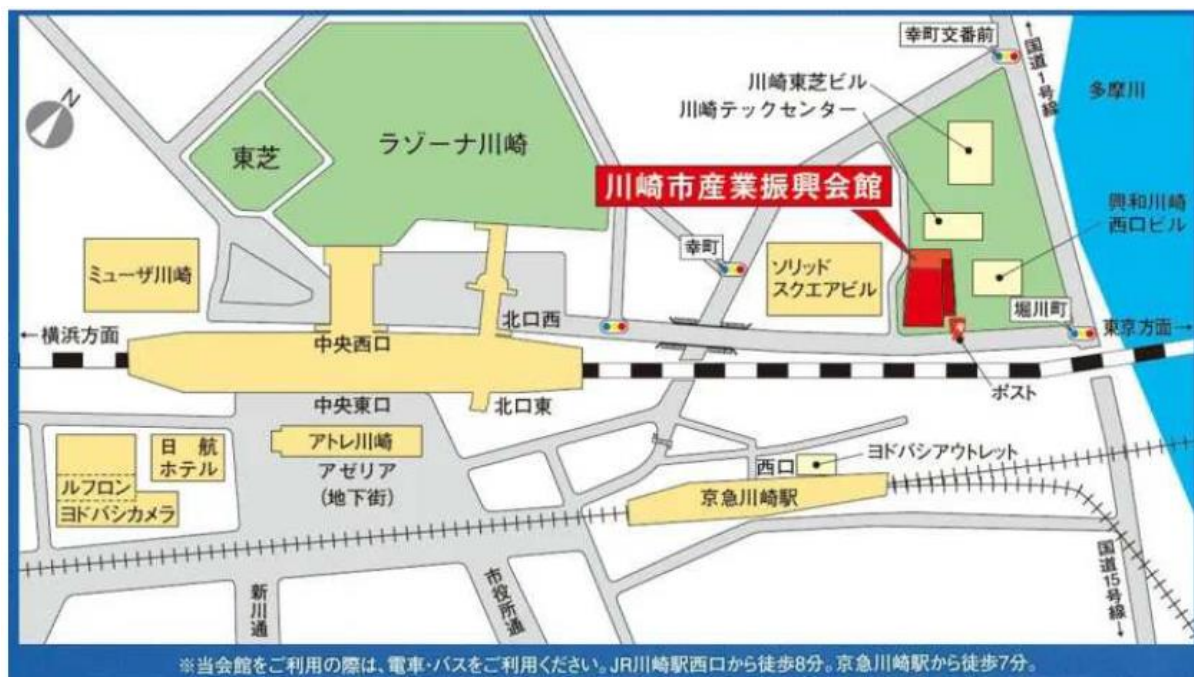 幸町交番前
↑国道1号線
川崎東芝ビル
川崎テックセンター
多摩川
N
東芝
ラゾーナ川崎
川崎市産業振興会館
興和川崎
西口ビル
ミューザ川崎
幸町
ソリッド
スクエアビル
堀川町
北口西
←横浜方面
東京方面→
中央西口
ポスト
中央東口
北口東
日航
ホテル
アトレ川崎
アゼリア
(地下街)
ルフロン
ヨドバシカメラ
西口
ヨドバシアウトレット
京急川崎駅
新川通
市役所通
国道15号線↓
※当会館をご利用の際は、電車・バスをご利用ください。JR川崎駅西口から徒歩8分。京急川崎駅から徒歩7分。